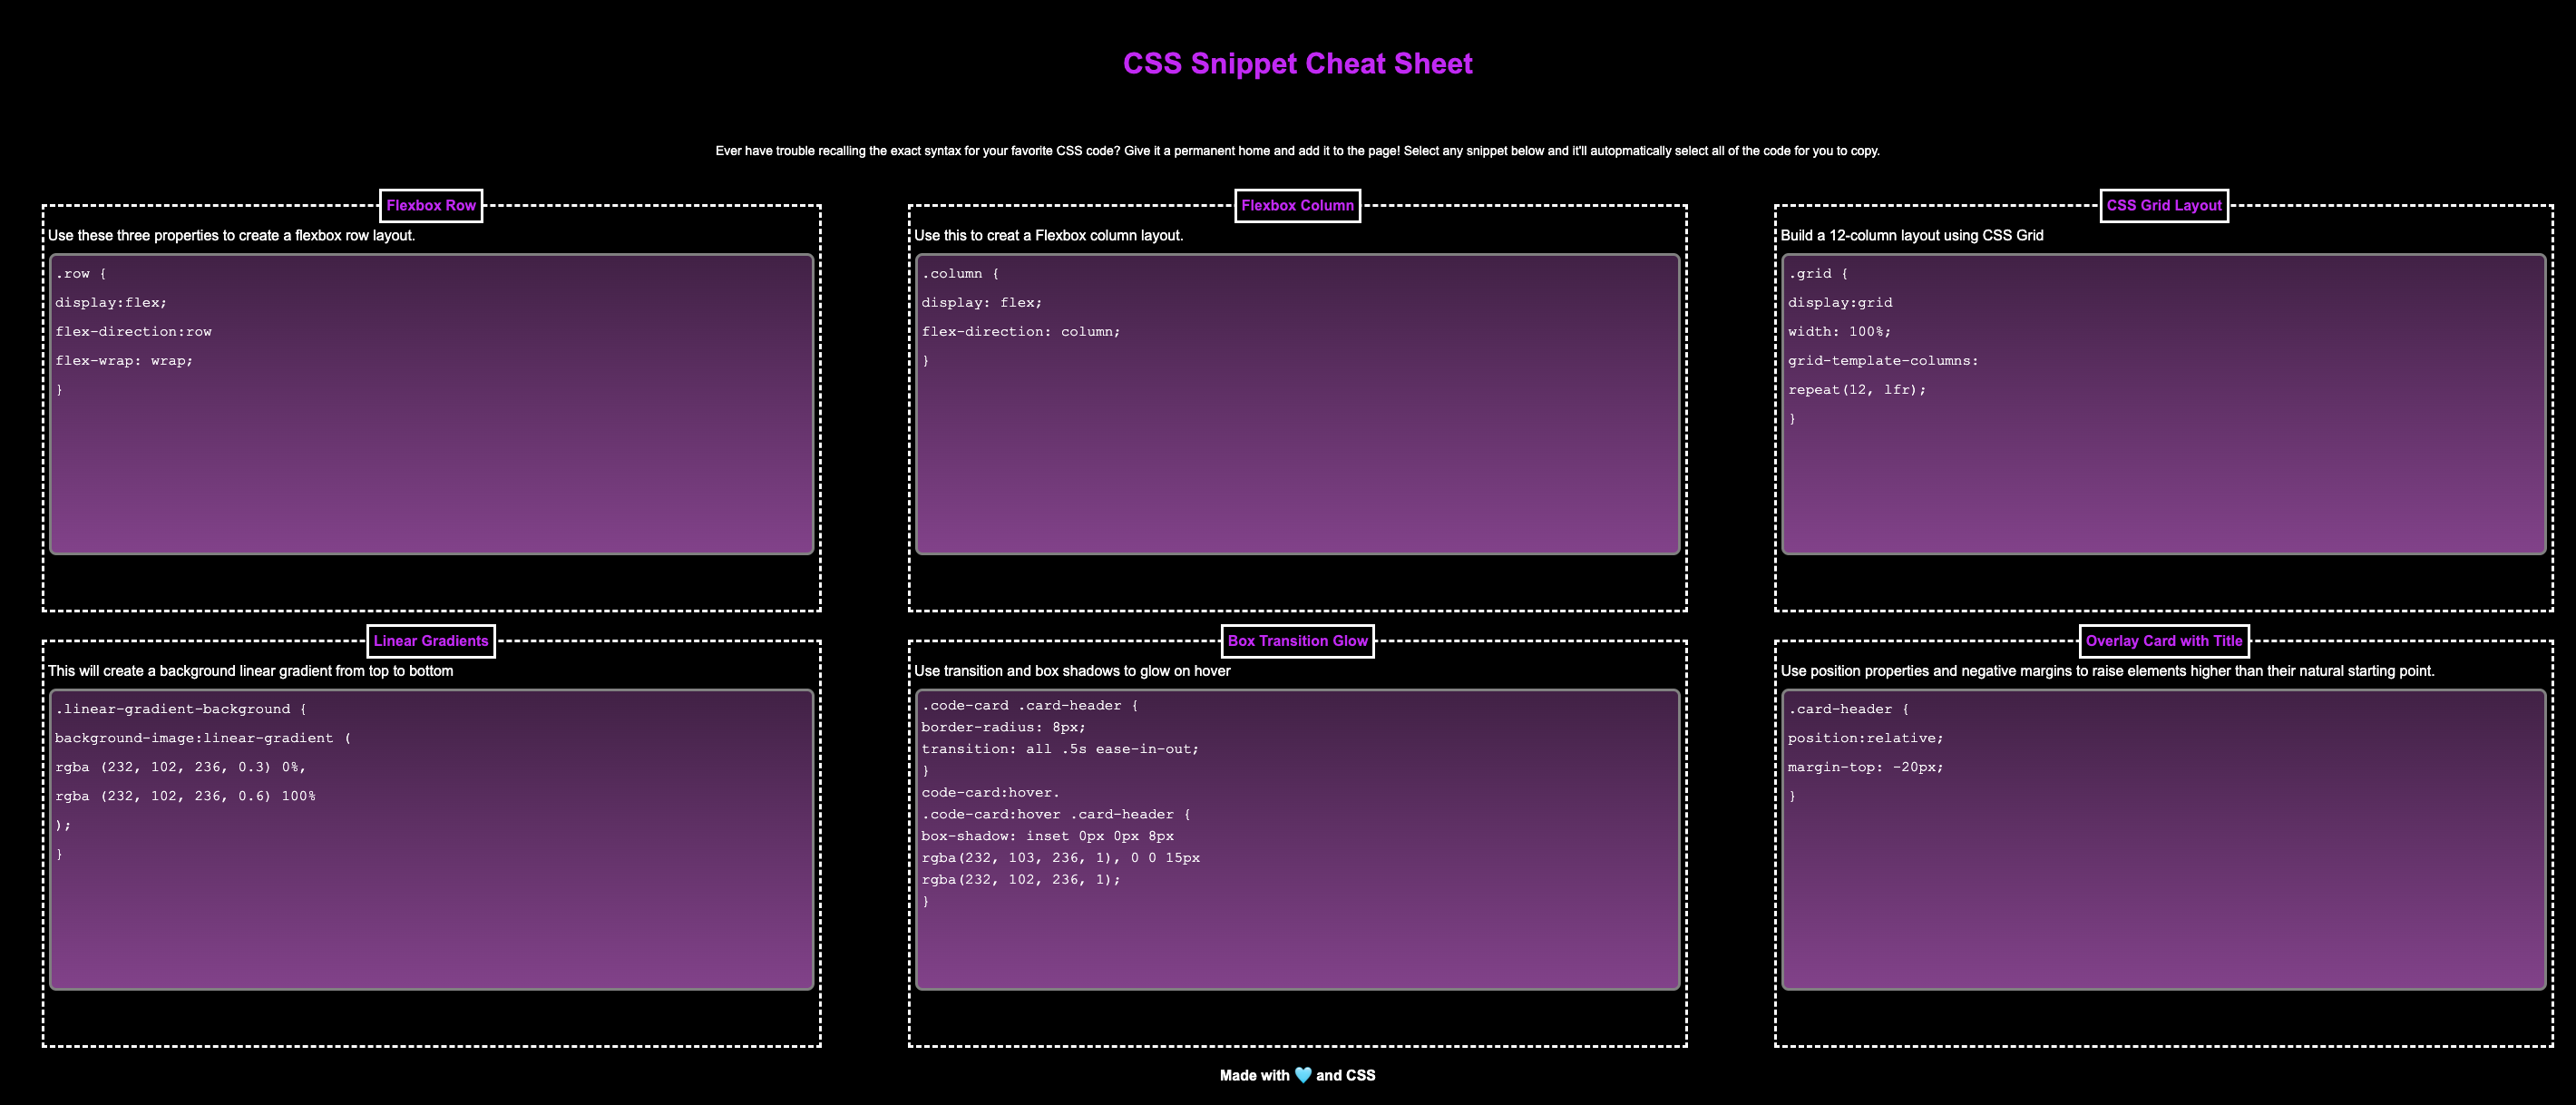 CSS Snippet Cheat Sheet
Ever have trouble recalling the exact syntax for your favorite CSS code? Give it a permanent home and add it to the page! Select any snippet below and it'll autopmatically select all of the code for you to copy.
Flexbox Row
Use these three properties to create a flexbox row layout.
.row {
display:flex;
flex-direction:row
flex-wrap: wrap;
}
Flexbox Column
Use this to creat a Flexbox column layout.
.column {
display: flex;
flex-direction: column;
}
CSS Grid Layout
Build a 12-column layout using CSS Grid
.grid {
display:grid
width: 100%;
grid-template-columns:
repeat(12, lfr);
}
Linear Gradients
This will create a background linear gradient from top to bottom
.linear-gradient-background {
background-image:linear-gradient (
rgba (232, 102, 236, 0.3) 0%,
rgba (232, 102, 236, 0.6) 100%
);
}
Box Transition Glow
Use transition and box shadows to glow on hover
.code-card .card-header {
border-radius: 8px;
transition: all .5s ease-in-out;
}
code-card:hover.
.code-card:hover .card-header {
box-shadow: inset 0px 0px 8px
rgba(232, 103, 236, 1), 0 0 15px
rgba(232, 102, 236, 1);
}
Overlay Card with Title
Use position properties and negative margins to raise elements higher than their natural starting point.
.card-header {
position:relative;
margin-top: -20px;
}
Made with 🩵 and CSS